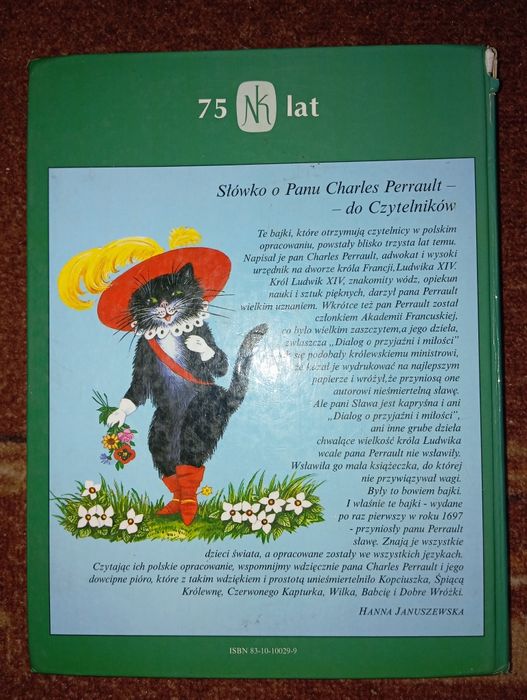 75 NK lat
Słówko o Panu Charles Perrault –
– do Czytelników
Te bajki, które otrzymują czytelnicy w polskim
opracowaniu, powstały blisko trzysta lat temu.
Napisał je pan Charles Perrault, adwokat i wysoki
urzędnik na dworze króla Francji, Ludwika XIV.
Król Ludwik XIV, znakomity wódz, opiekun
nauki i sztuk pięknych, darzył pana Perrault
wielkim uznaniem. Wkrótce też pan Perrault został
członkiem Akademii Francuskiej,
co było wielkim zaszczytem, a jego dzieła,
zwłaszcza „Dialog o przyjaźni i miłości”
tak się podobały królewskiemu ministrowi,
że kazał je wydrukować na najlepszym
papierze i wróżył, że przyniosą one
autorowi nieśmiertelną sławę.
Ale pani Sława jest kapryśna i ani
„Dialog o przyjaźni i miłości”,
ani inne grube dzieła
chwalące wielkość króla Ludwika
wcale pana Perrault nie wsławiły.
Wsławiła go mała książeczka, do której
nie przywiązywał wagi.
Były to bowiem bajki.
I właśnie te bajki - wydane
po raz pierwszy w roku 1697
- przyniosły panu Perrault
sławę. Znają je wszystkie
dzieci świata, a opracowane zostały we wszystkich językach.
Czytając ich polskie opracowanie, wspomnijmy wdzięcznie pana Charles Perrault i jego
dowcipne pióro, które z takim wdziękiem i prostotą unieśmiertelniło Kopciuszka, Śpiącą
Królewnę, Czerwonego Kapturka, Wilka, Babcię i Dobre Wróżki.
HANNA JANUSZEWSKA
ISBN 83-10-10029-9